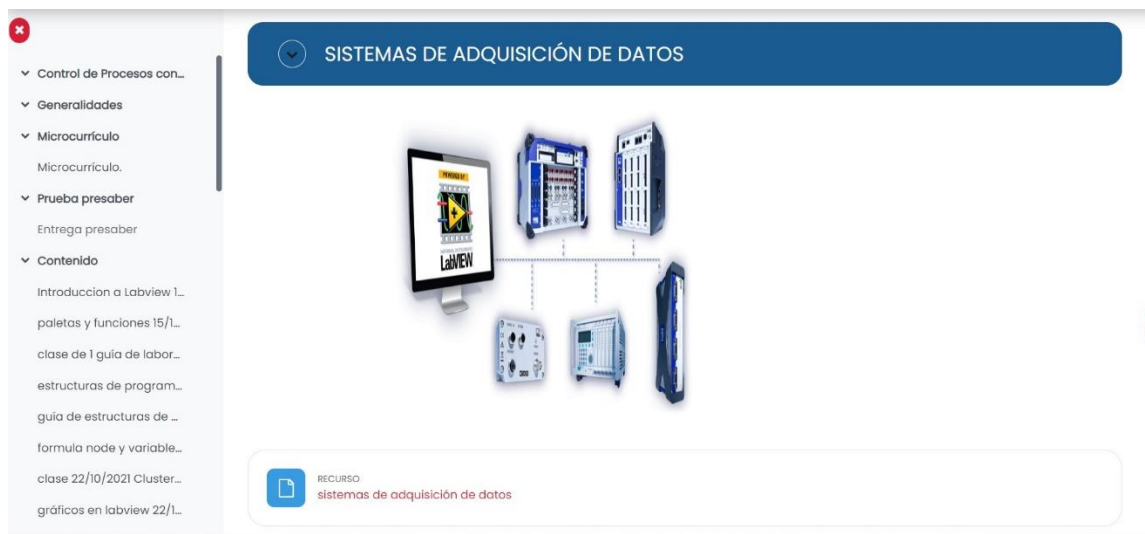 SISTEMAS DE ADQUISICIÓN DE DATOS
Control de Procesos con...
Generalidades
Microcurrículo
Microcurrículo.
Prueba presaber
Entrega presaber
Contenido
Introduccion a Labview 1...
paletas y funciones 15/1...
clase de 1 guía de labor...
estructuras de program...
guía de estructuras de ...
formula node y variable...
clase 22/10/2021 Cluster...
gráficos en labview 22/1...
POWERED BY
LabVIEW
RECURSO
sistemas de adquisición de datos